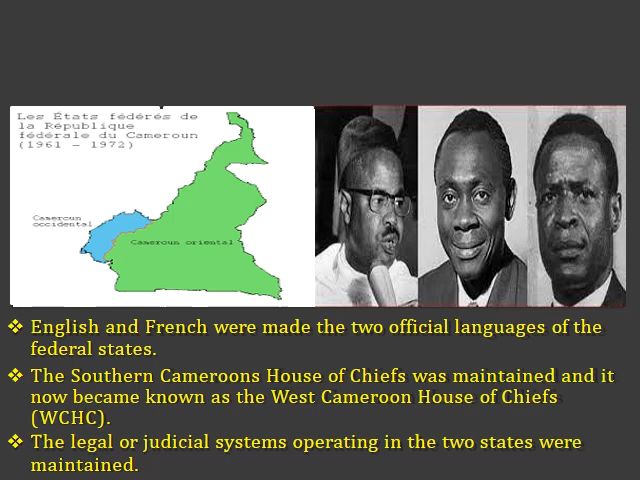 Les États fédérés de
la République
fédérale du Cameroun
(1961 – 1972)
Cameroun
occidental
Cameroun oriental
❖ English and French were made the two official languages of the
federal states.
❖ The Southern Cameroons House of Chiefs was maintained and it
now became known as the West Cameroon House of Chiefs
(WCHC).
❖ The legal or judicial systems operating in the two states were
maintained.